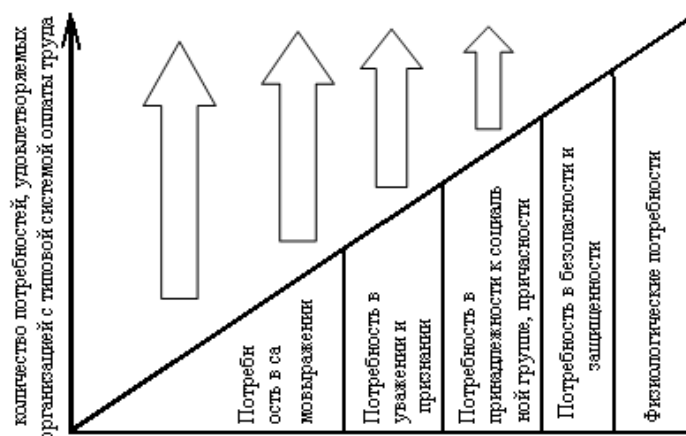 количество потребностей, удовлетворяемых
организацией с типовой системой оплаты труда
Потребн
ость в са
мовыражении
Потребность в
уважении и
признании
Потребность в
принадлежности к социаль
ной группе, причасности
Потребность в безопасности и
защищенности
Физиологические потребности